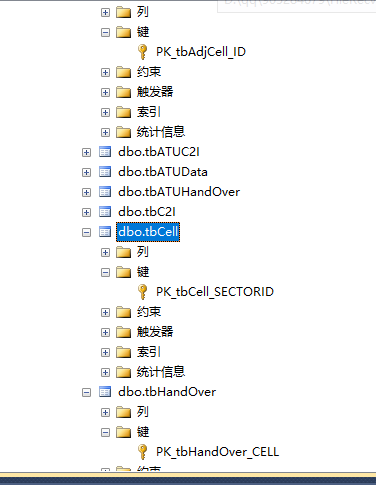 列
键
PK_tbAdjCell_ID
约束
触发器
索引
统计信息
dbo.tbATUC2I
dbo.tbATUData
dbo.tbATUHandOver
dbo.tbC2I
dbo.tbCell
列
键
PK_tbCell_SECTORID
约束
触发器
索引
统计信息
dbo.tbHandOver
列
键
PK_tbHandOver_CELL
约束